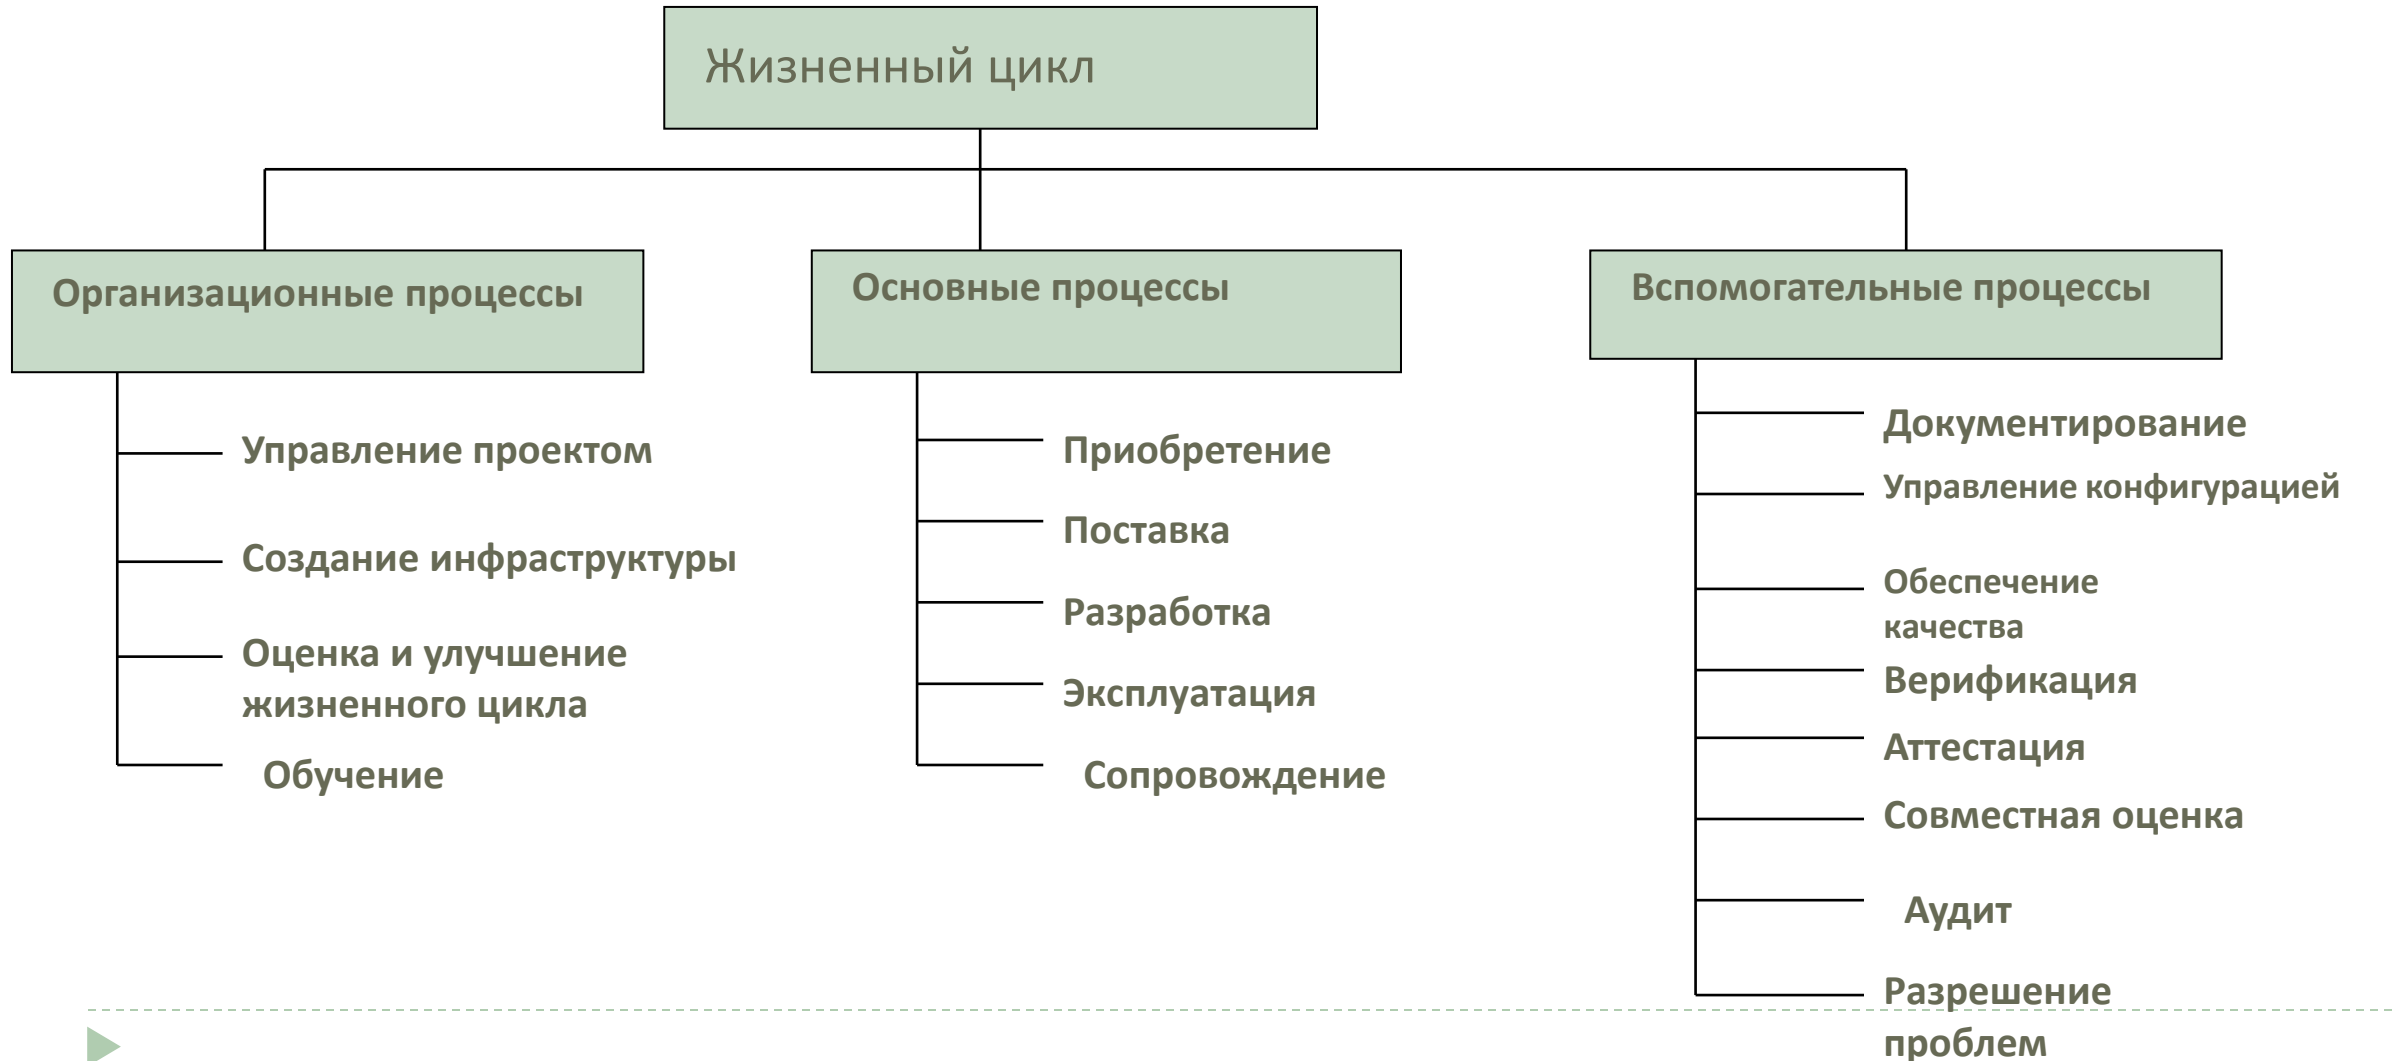 Жизненный цикл
Организационные процессы
Управление проектом
Создание инфраструктуры
Оценка и улучшение
жизненного цикла
Обучение
Основные процессы
Приобретение
Поставка
Разработка
Эксплуатация
Сопровождение
Вспомогательные процессы
Документирование
Управление конфигурацией
Обеспечение
качества
Верификация
Аттестация
Совместная оценка
Аудит
Разрешение
проблем